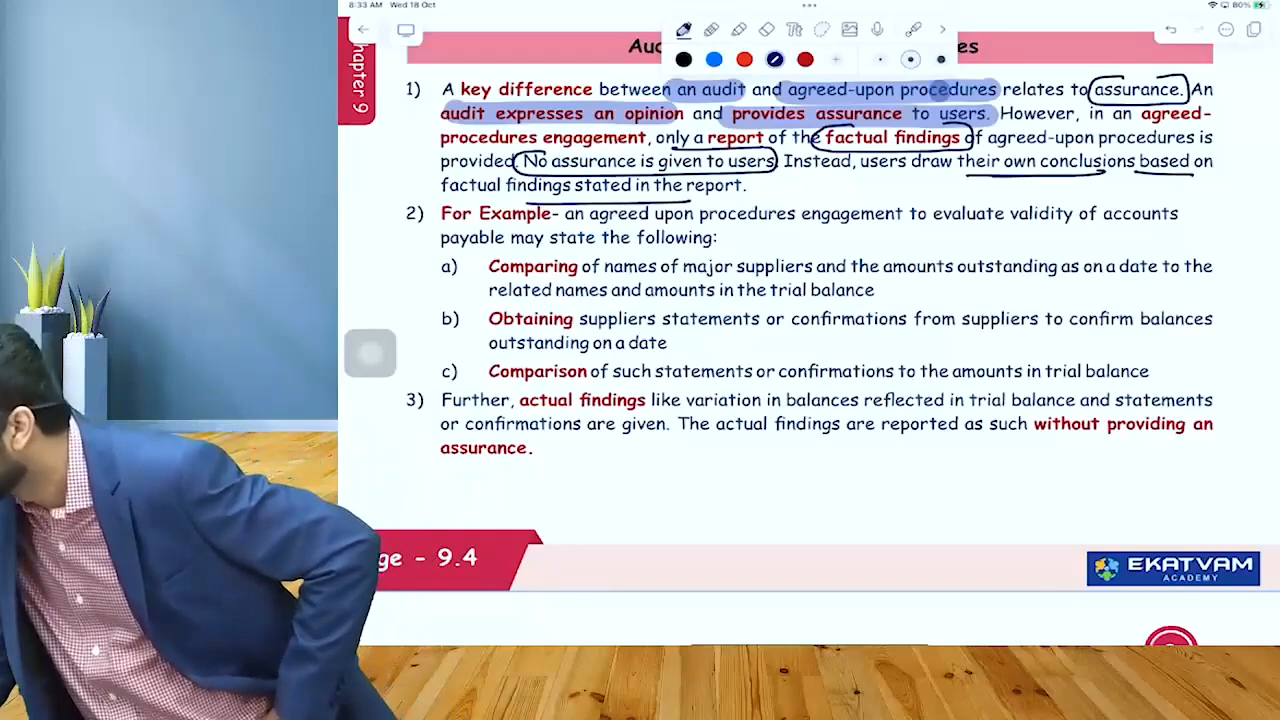 8:33 AM Wed 18 Oct
80%
hapter 9
1) A key difference between an audit and agreed-upon procedures relates to assurance. An
audit expresses an opinion and provides assurance to users. However, in an agreed-
procedures engagement, only a report of the factual findings of agreed-upon procedures is
provided No assurance is given to users. Instead, users draw their own conclusions based on
factual findings stated in the report.
2) For Example- an agreed upon procedures engagement to evaluate validity of accounts
payable may state the following:
a) Comparing of names of major suppliers and the amounts outstanding as on a date to the
related names and amounts in the trial balance
b) Obtaining suppliers statements or confirmations from suppliers to confirm balances
outstanding on a date
c) Comparison of such statements or confirmations to the amounts in trial balance
3) Further, actual findings like variation in balances reflected in trial balance and statements
or confirmations are given. The actual findings are reported as such without providing an
assurance.
ge - 9.4
EKATVAM
ACADEMY